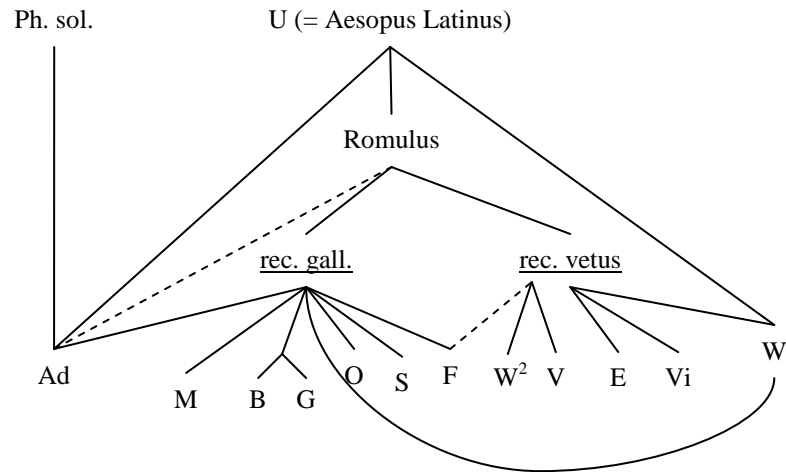 Ph. sol. U (= Aesopus Latinus)
Romulus
rec. gall. rec. vetus
Ad M B G O S F W² V E Vi W